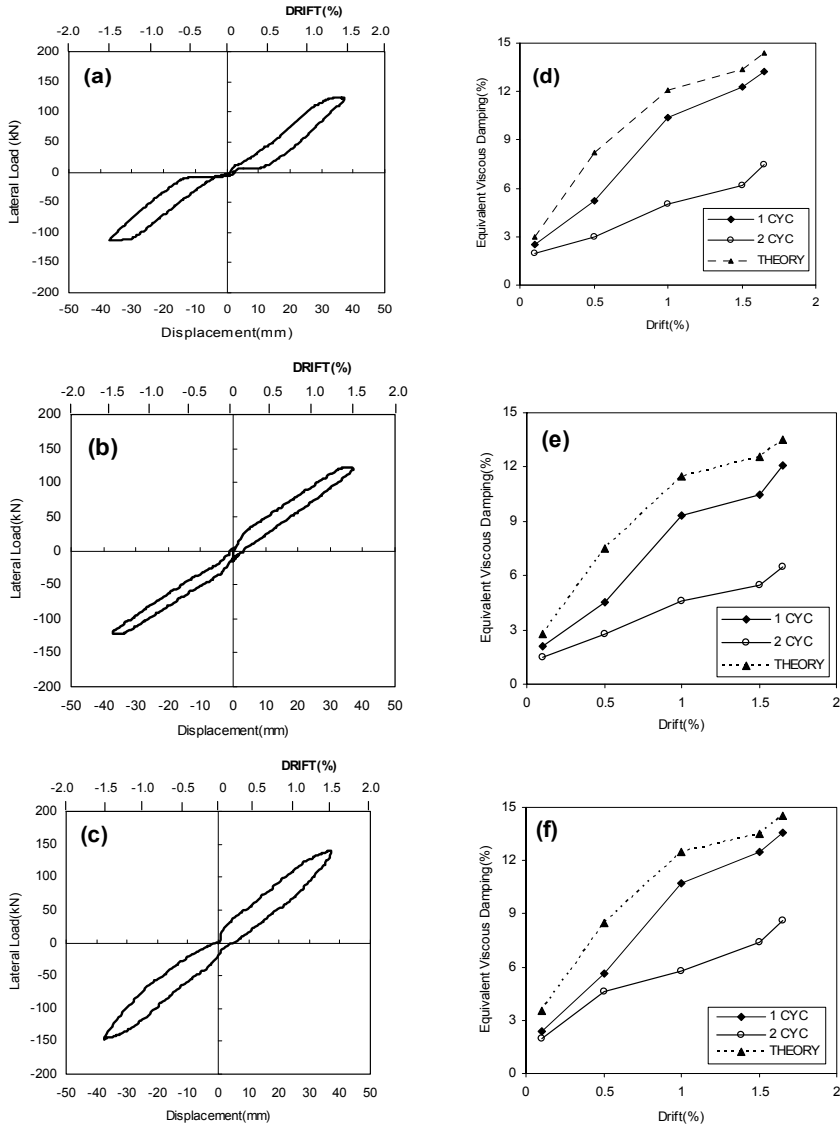 DRIFT(%)
-2.0 -1.5 -1.0 -0.5 0 0.5 1.0 1.5 2.0
(a)
Lateral Load (kN)
200
150
100
50
0
-50
-100
-150
-200
-50 -40 -30 -20 -10 0 10 20 30 40 50
Displacement(mm)
(d)
Equivalent Viscous Damping(%)
15
12
9
6
3
0
1 CYC
2 CYC
THEORY
0 0.5 1 1.5 2
Drift(%)
DRIFT(%)
-2.0 -1.5 -1.0 -0.5 0 0.5 1.0 1.5 2.0
(b)
Lateral Load(kN)
200
150
100
50
0
-50
-100
-150
-200
-50 -40 -30 -20 -10 0 10 20 30 40 50
Displacement(mm)
(e)
Equivalent Viscous Damping(%)
15
12
9
6
3
0
1 CYC
2 CYC
THEORY
0 0.5 1 1.5 2
Drift(%)
DRIFT(%)
-2.0 -1.5 -1.0 -0.5 0 0.5 1.0 1.5 2.0
(c)
Lateral Load(kN)
200
150
100
50
0
-50
-100
-150
-200
-50 -40 -30 -20 -10 0 10 20 30 40 50
Displacement(mm)
(f)
Equivalent Viscous Damping(%)
15
12
9
6
3
0
1 CYC
2 CYC
THEORY
0 0.5 1 1.5 2
Drift(%)